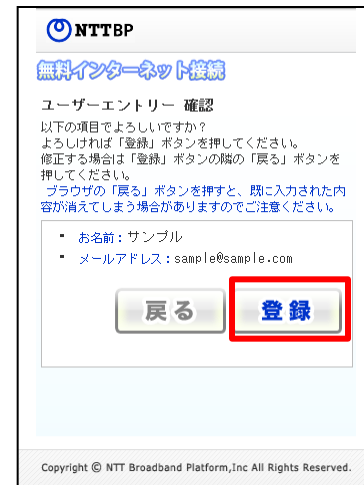 NTTBP
無料インターネット接続
ユーザーエントリー 確認
以下の項目でよろしいですか？
よろしければ「登録」ボタンを押してください。
修正する場合は「登録」ボタンの隣の「戻る」ボタンを
押してください。
ブラウザの「戻る」ボタンを押すと、既に入力された内
容が消えてしまう場合がありますのでご注意ください。
・ お名前：サンプル
・ メールアドレス：sample@sample.com
戻る 登録
Copyright © NTT Broadband Platform,Inc All Rights Reserved.